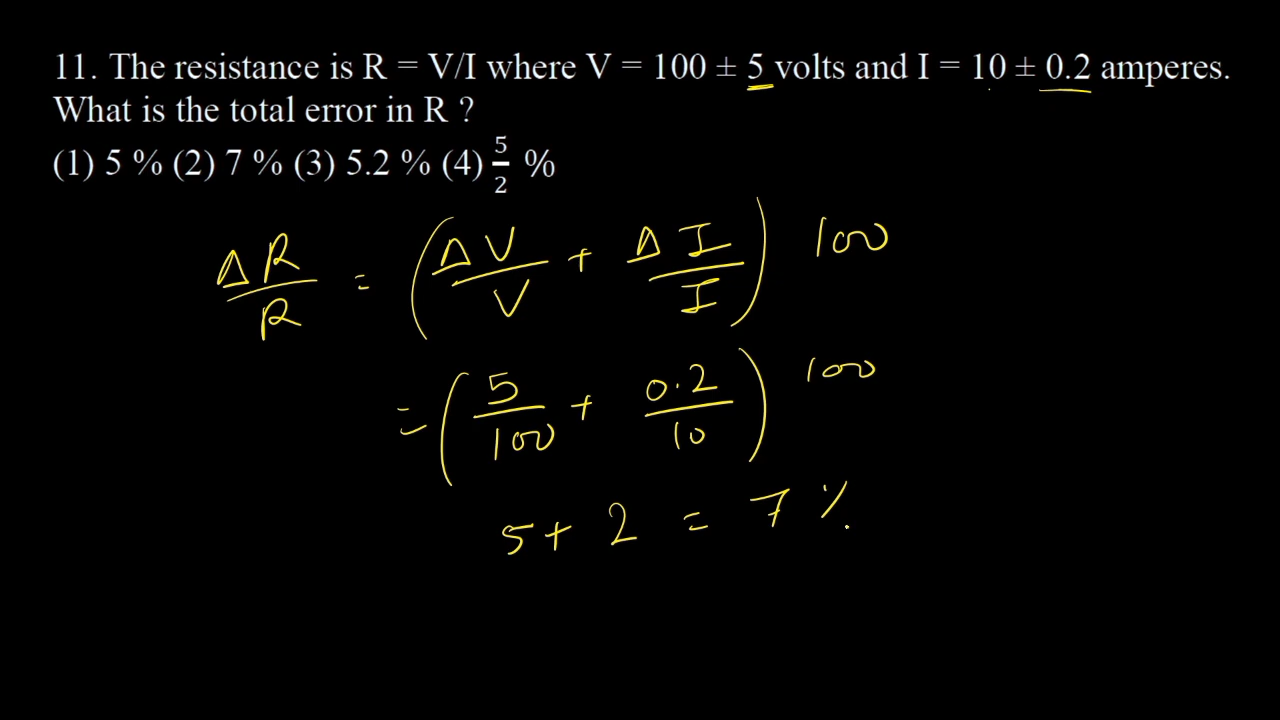 11. The resistance is R = V/I where V = 100 ± 5 volts and I = 10 ± 0.2 amperes.
What is the total error in R ?
(1) 5 % (2) 7 % (3) 5.2 % (4) 5/2 %
ΔR/R = (ΔV/V + ΔI/I) 100
= (5/100 + 0.2/10) 100
5 + 2 = 7 %